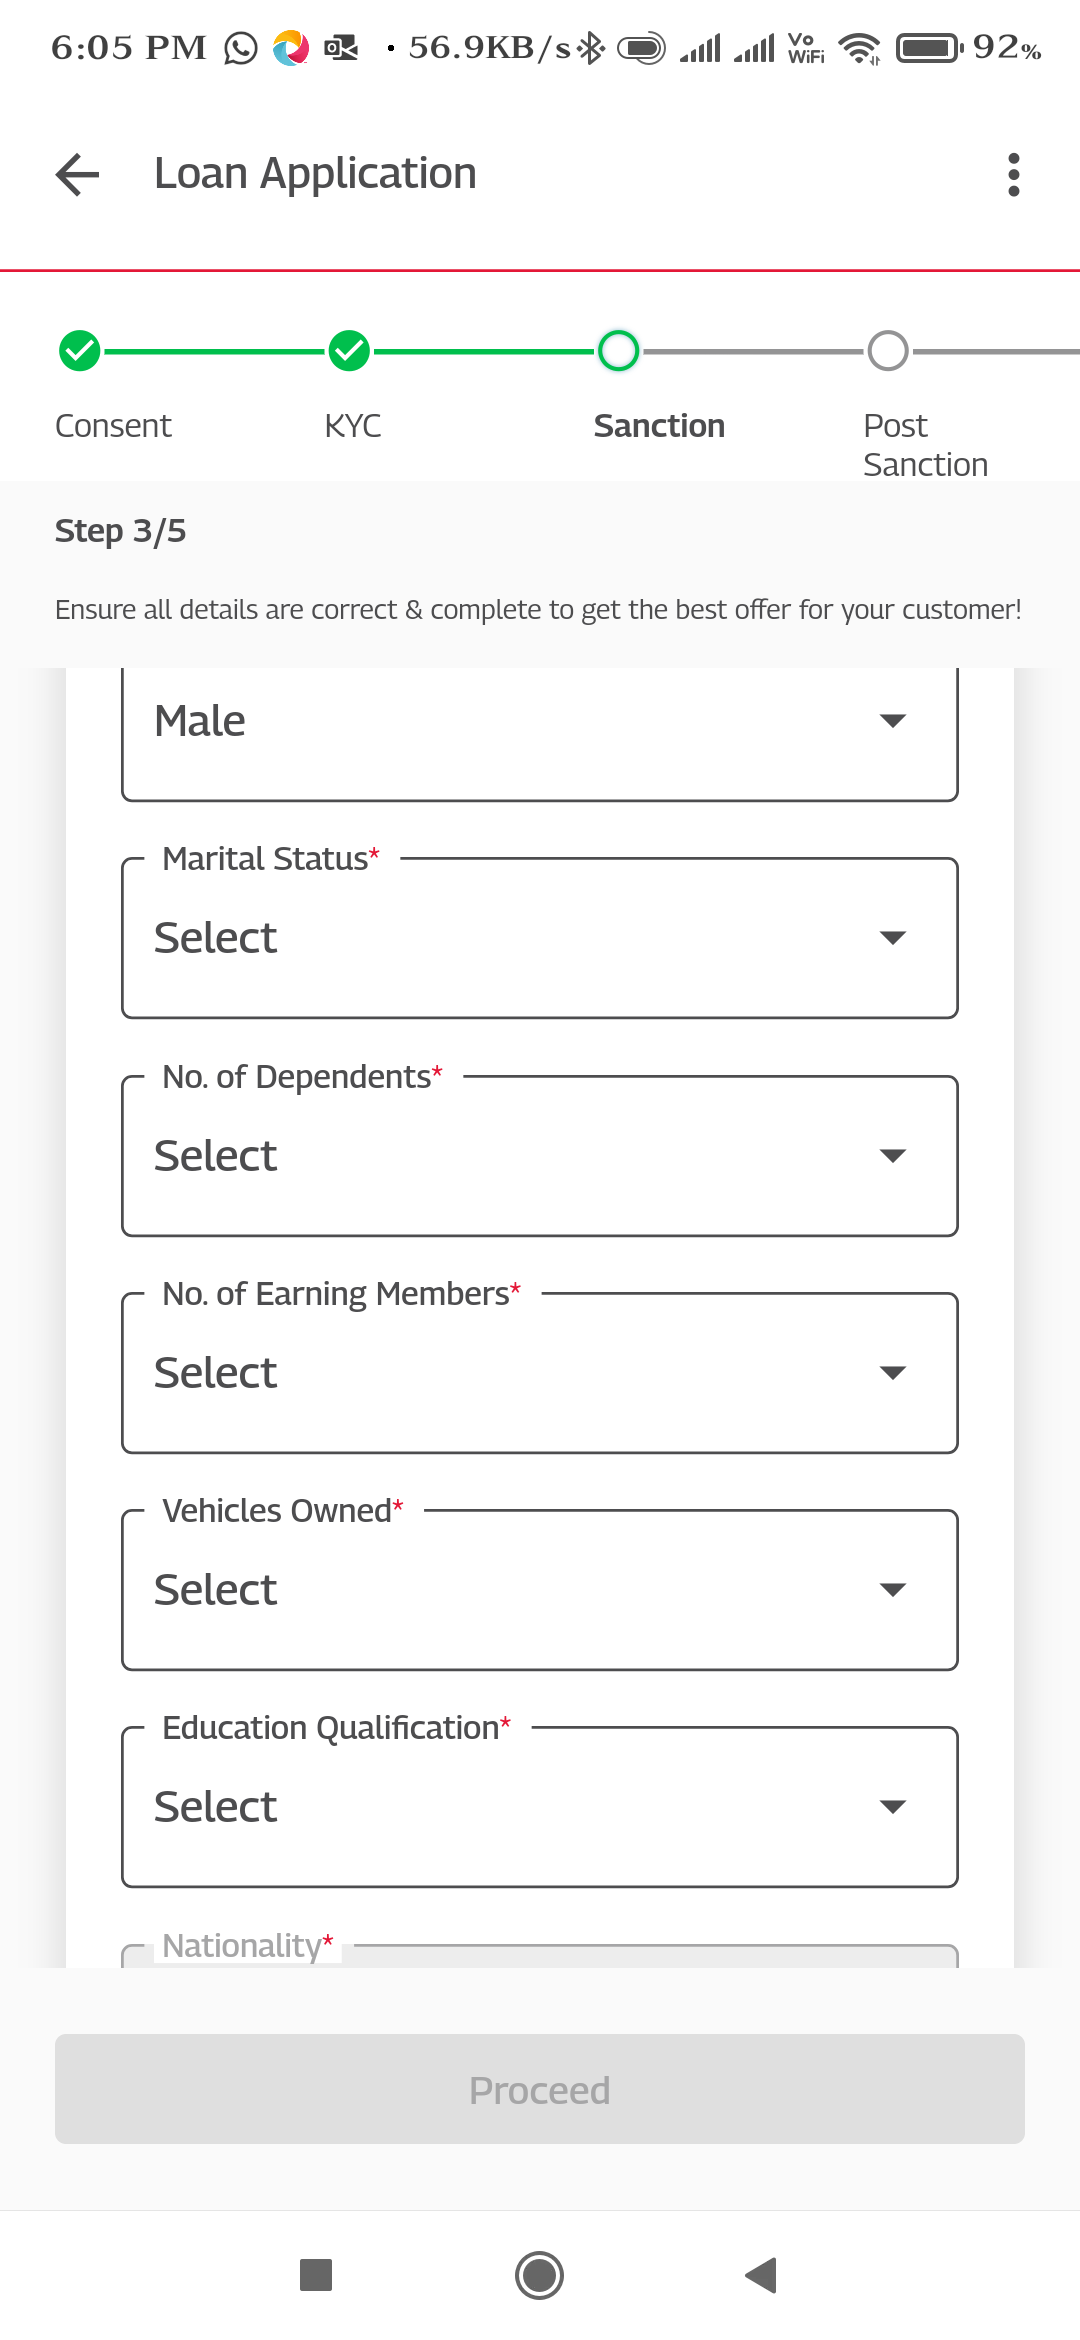 6:05 PM 56.9KB/s Vo WiFi 92%
Loan Application
Consent KYC Sanction Post
Sanction
Step 3/5
Ensure all details are correct & complete to get the best offer for your customer!
Male
Marital Status*
Select
No. of Dependents*
Select
No. of Earning Members*
Select
Vehicles Owned*
Select
Education Qualification*
Select
Nationality*
Proceed